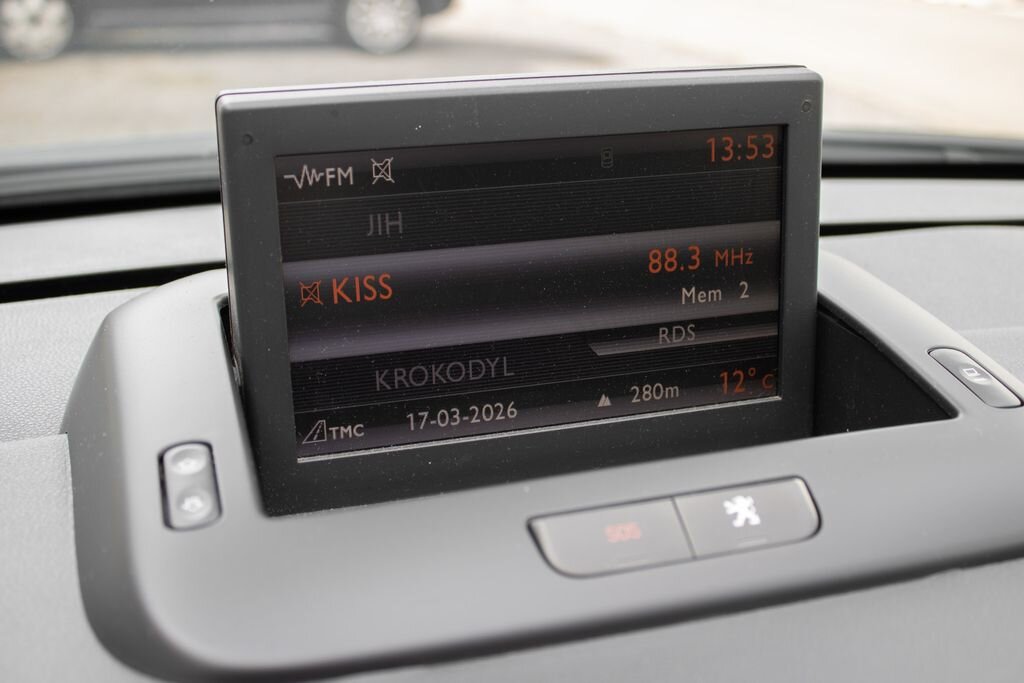 FM 13:53
JIH
KISS 88.3 MHz
Mem 2
RDS
KROKODYL
TMC 17-03-2026 280m 12°C
SOS